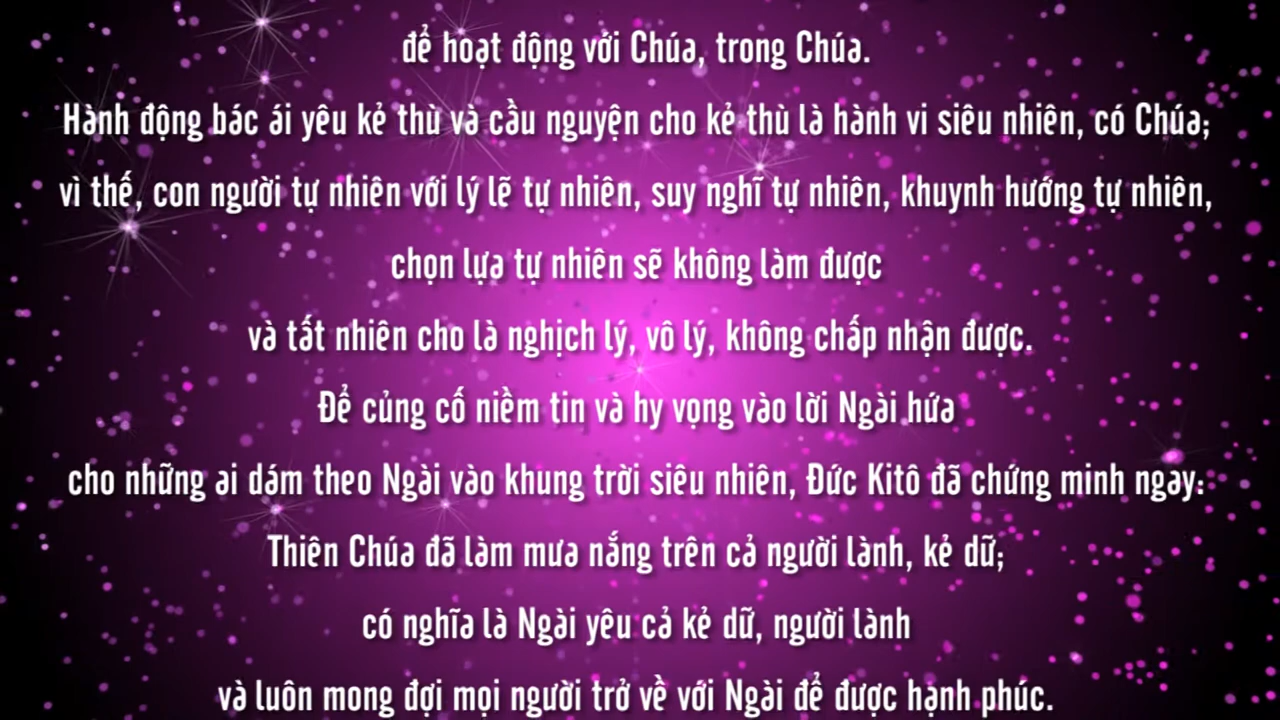 để hoạt động với Chúa, trong Chúa.
Hành động bác ái yêu kẻ thù và cầu nguyện cho kẻ thù là hành vi siêu nhiên, có Chúa;
vì thế, con người tự nhiên với lý lẽ tự nhiên, suy nghĩ tự nhiên, khuynh hướng tự nhiên,
chọn lựa tự nhiên sẽ không làm được
và tất nhiên cho là nghịch lý, vô lý, không chấp nhận được.
Để củng cố niềm tin và hy vọng vào lời Ngài hứa
cho những ai dám theo Ngài vào khung trời siêu nhiên, Đức Kitô đã chứng minh ngay:
Thiên Chúa đã làm mưa nắng trên cả người lành, kẻ dữ;
có nghĩa là Ngài yêu cả kẻ dữ, người lành
và luôn mong đợi mọi người trở về với Ngài để được hạnh phúc.